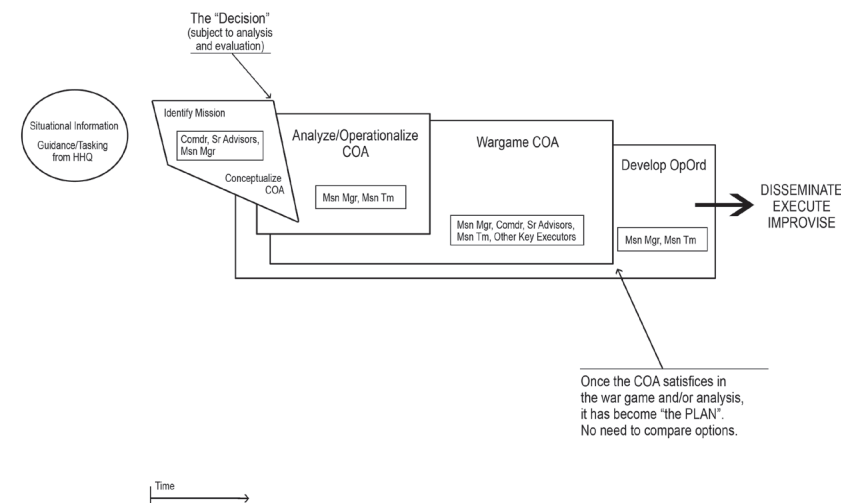 The “Decision”
(subject to analysis
and evaluation)
Situational Information
Guidance/Tasking
from HHQ
Identify Mission
Comdr, Sr Advisors,
Msn Mgr
Conceptualize
COA
Analyze/Operationalize
COA
Msn Mgr, Msn Tm
Wargame COA
Msn Mgr, Comdr, Sr Advisors,
Msn Tm, Other Key Executors
Develop OpOrd
Msn Mgr, Msn Tm
DISSEMINATE
EXECUTE
IMPROVISE
Once the COA satisfices in
the war game and/or analysis,
it has become “the PLAN”.
No need to compare options.
Time